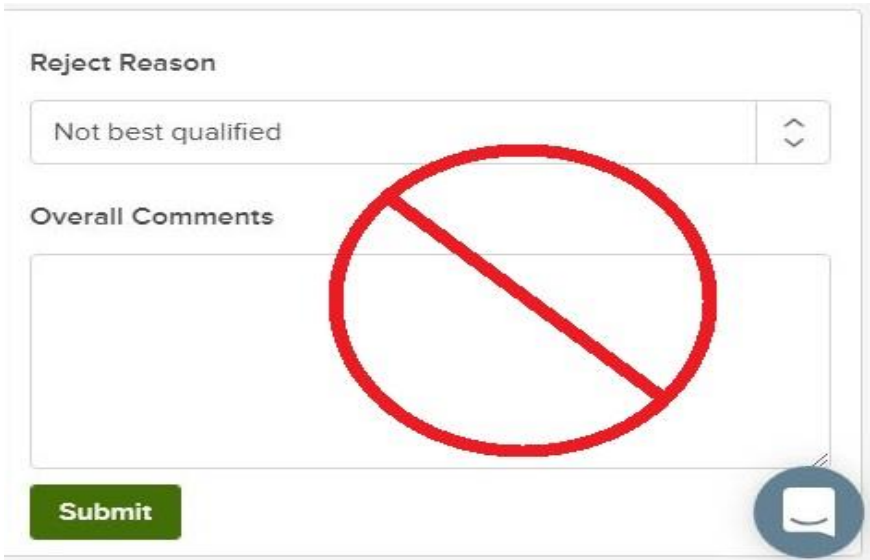 Reject Reason
Not best qualified
Overall Comments
Submit